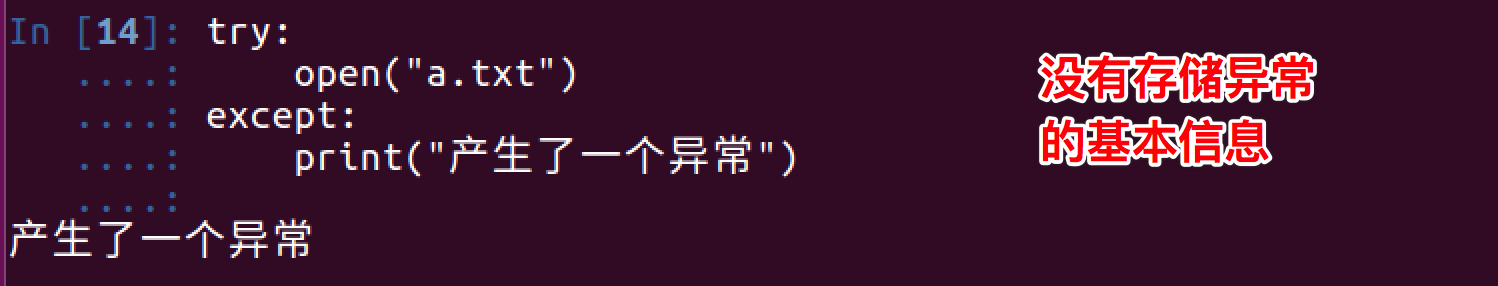 In [14]: try:
   ....:     open("a.txt")
   ....: except:
   ....:     print("产生了一个异常")
   ....:
产生了一个异常
没有存储异常
的基本信息